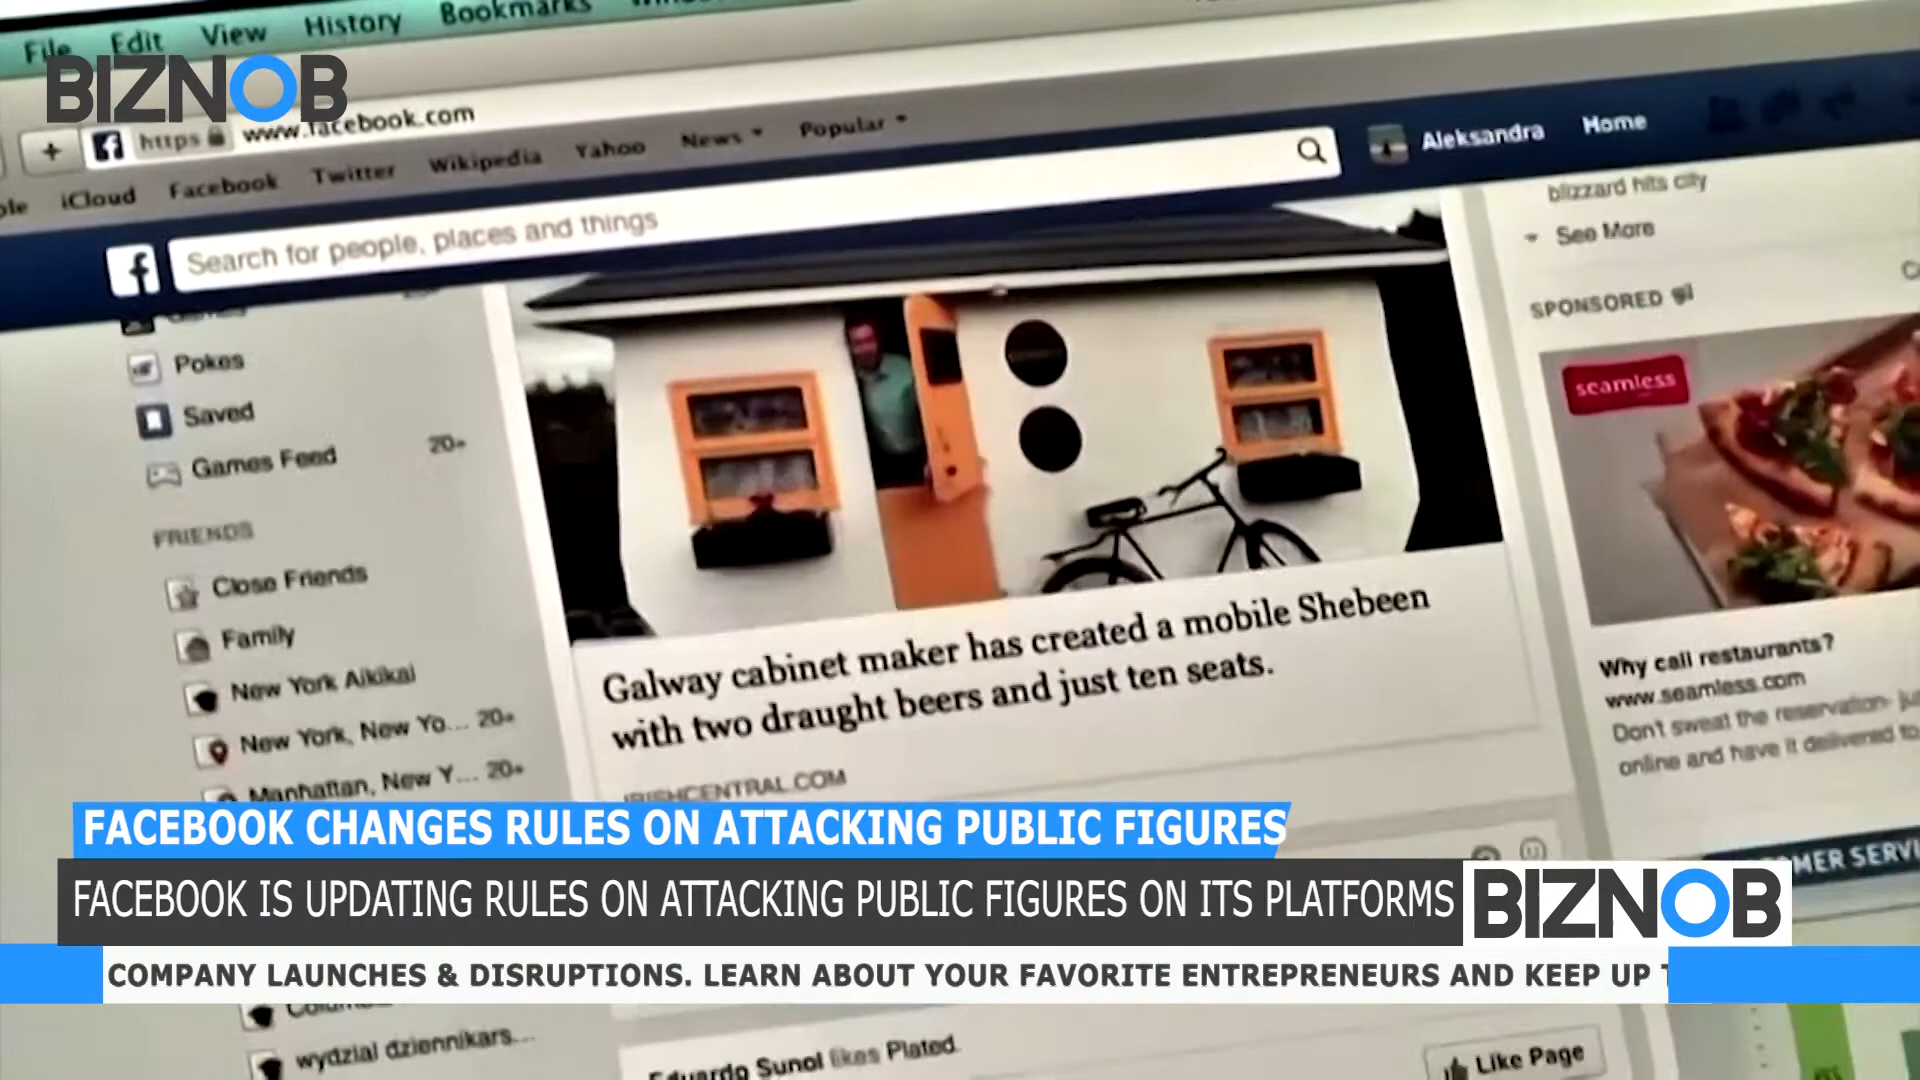 File Edit View History Bookmarks
BIZNOB
https www.facebook.com
iCloud Facebook Twitter Wikipedia Yahoo News Popular
Search for people, places and things
Aleksandra Home
blizzard hits city
See More
SPONSORED
Pokes
Saved
Games Feed 20+
FRIENDS
Close Friends
Family
New York Aikikai
New York, New Yo... 20+
Manhattan, New Y... 20+
seamless
Galway cabinet maker has created a mobile Shebeen
with two draught beers and just ten seats.
IRISHCENTRAL.COM
Why call restaurants?
www.seamless.com
Don't sweat the reservation-
online and have it delivered to
FACEBOOK CHANGES RULES ON ATTACKING PUBLIC FIGURES
FACEBOOK IS UPDATING RULES ON ATTACKING PUBLIC FIGURES ON ITS PLATFORMS
BIZNOB
COMPANY LAUNCHES & DISRUPTIONS. LEARN ABOUT YOUR FAVORITE ENTREPRENEURS AND KEEP UP
wydzial dziennikars...
Eduardo Sunol likes Plated.
Like Page